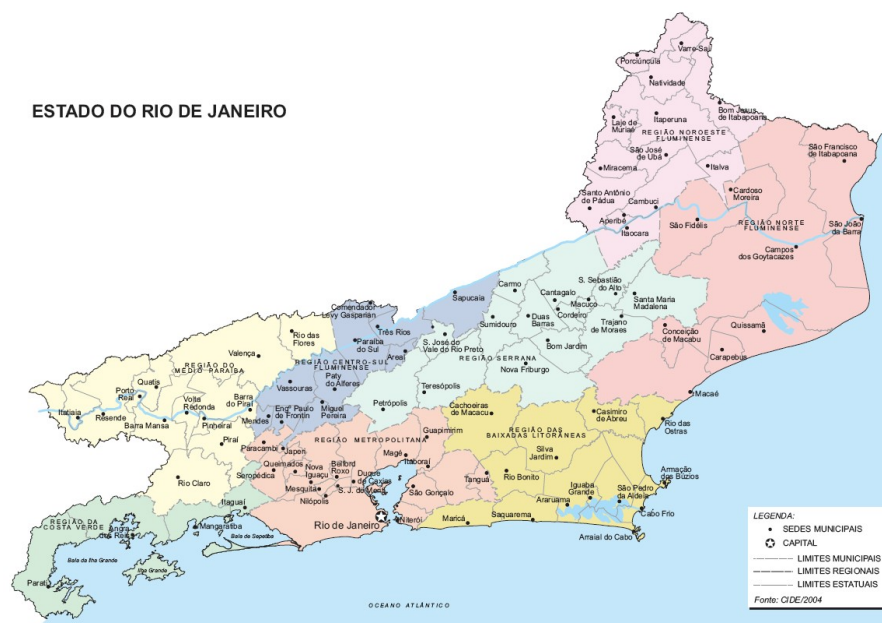 ESTADO DO RIO DE JANEIRO
Varre-Sai
Porciúncula
Natividade
Bom Jesus
de Itabapoana
Laje de
Muriaé
Itaperuna
REGIÃO NOROESTE
FLUMINENSE
São José
de Ubá
São Francisco
de Itabapoana
Miracema
Italva
Cardoso
Moreira
Santo Antônio
de Pádua
Cambuci
Aperibé
Itaocara
São Fidélis
REGIÃO NORTE
FLUMINENSE
São João
da Barra
Campos
dos Goytacazes
Comendador
Levy Gasparian
Sapucaia
Carmo
Cantagalo
S. Sebastião
do Alto
Macuco
Santa Maria
Madalena
Cordeiro
Três Rios
Sumidouro
Duas
Barras
Trajano
de Moraes
Rio das
Flores
Paraíba
do Sul
Areal
S. José do
Vale do Rio Preto
Bom Jardim
Conceição
de Macabu
Quissamã
Carapebus
Valença
REGIÃO CENTRO-SUL
FLUMINENSE
REGIÃO SERRANA
Nova Friburgo
REGIÃO DO
MÉDIO PARAÍBA
Vassouras
Paty
do Alferes
Teresópolis
Macaé
Quatis
Porto
Real
Itatiaia
Resende
Barra Mansa
Volta
Redonda
Pinheiral
Barra
do Piraí
Mendes
Engº Paulo
de Frontin
Miguel
Pereira
Petrópolis
Cachoeiras
de Macacu
Casimiro
de Abreu
Rio das
Ostras
Piraí
Paracambi
Japeri
REGIÃO METROPOLITANA
Guapimirim
REGIÃO DAS
BAIXADAS LITORÂNEAS
Silva
Jardim
Rio Claro
Seropédica
Queimados
Nova
Iguaçu
Belford
Roxo
Duque
de Caxias
Magé
Itaboraí
Mesquita
S. J. de Meriti
Nilópolis
São Gonçalo
Tanguá
Rio Bonito
Araruama
Iguaba
Grande
São Pedro
da Aldeia
Armação
dos Búzios
Cabo Frio
Itaguaí
Rio de Janeiro
Niterói
Maricá
Saquarema
Arraial do Cabo
REGIÃO DA
COSTA VERDE
Angra
dos Reis
Mangaratiba
Baía de Sepetiba
Baía da Ilha Grande
Ilha Grande
Parati
OCEANO ATLÂNTICO
LEGENDA:
SEDES MUNICIPAIS
CAPITAL
LIMITES MUNICIPAIS
LIMITES REGIONAIS
LIMITES ESTATUAIS
Fonte: CIDE/2004